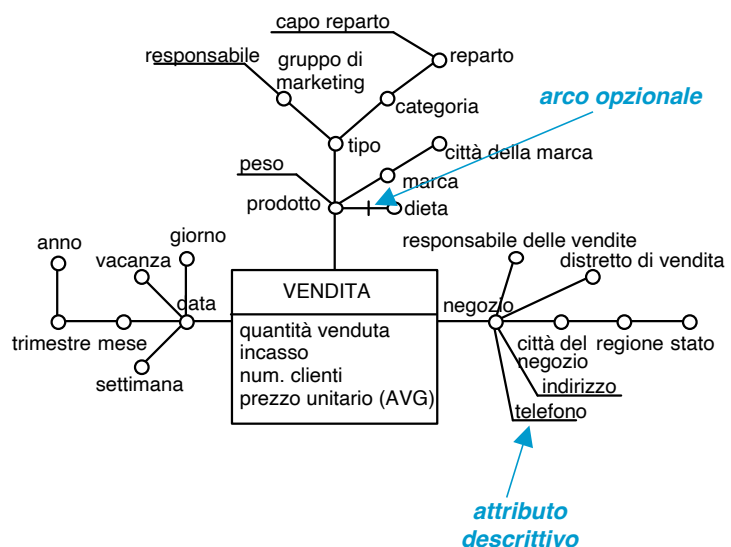 capo reparto
responsabile
gruppo di
marketing
reparto
categoria
arco opzionale
tipo
città della marca
peso
marca
prodotto
dieta
anno
vacanza
giorno
responsabile delle vendite
distretto di vendita
data
VENDITA
negozio
trimestre
mese
settimana
quantità venduta
incasso
num. clienti
prezzo unitario (AVG)
città del
negozio
regione
stato
indirizzo
telefono
attributo
descrittivo